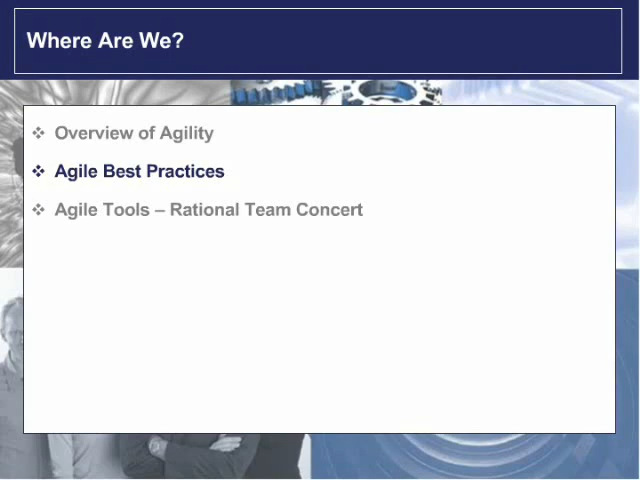 Where Are We?
Overview of Agility
Agile Best Practices
Agile Tools – Rational Team Concert